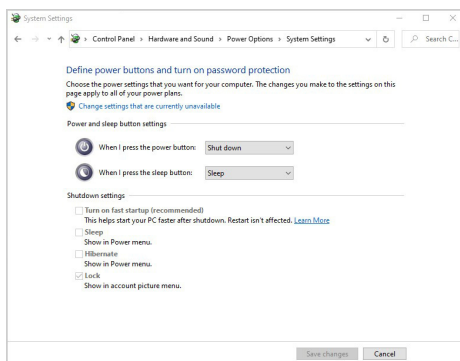 System Settings
Control Panel > Hardware and Sound > Power Options > System Settings
Search C...
Define power buttons and turn on password protection
Choose the power settings that you want for your computer. The changes you make to the settings on this
page apply to all of your power plans.
Change settings that are currently unavailable
Power and sleep button settings
When I press the power button: Shut down
When I press the sleep button: Sleep
Shutdown settings
Turn on fast startup (recommended)
This helps start your PC faster after shutdown. Restart isn't affected. Learn More
Sleep
Show in Power menu.
Hibernate
Show in Power menu.
Lock
Show in account picture menu.
Save changes Cancel